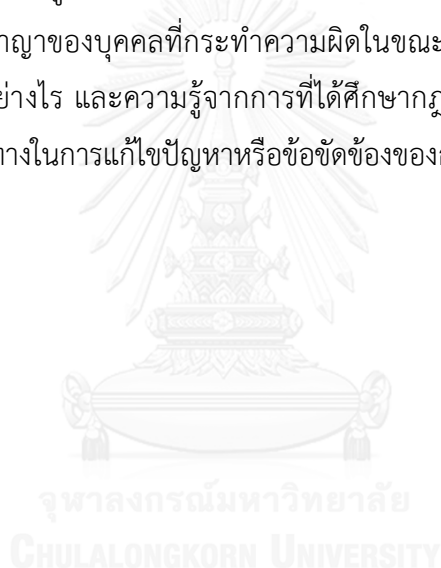 าญาของบุคคลที่กระทำความผิดในขณะ
ย่างไร และความรู้จากการที่ได้ศึกษากฎ
ทางในการแก้ไขปัญหาหรือข้อขัดข้องของ
จุฬาลงกรณ์มหาวิทยาลัย
CHULALONGKORN UNIVERSITY